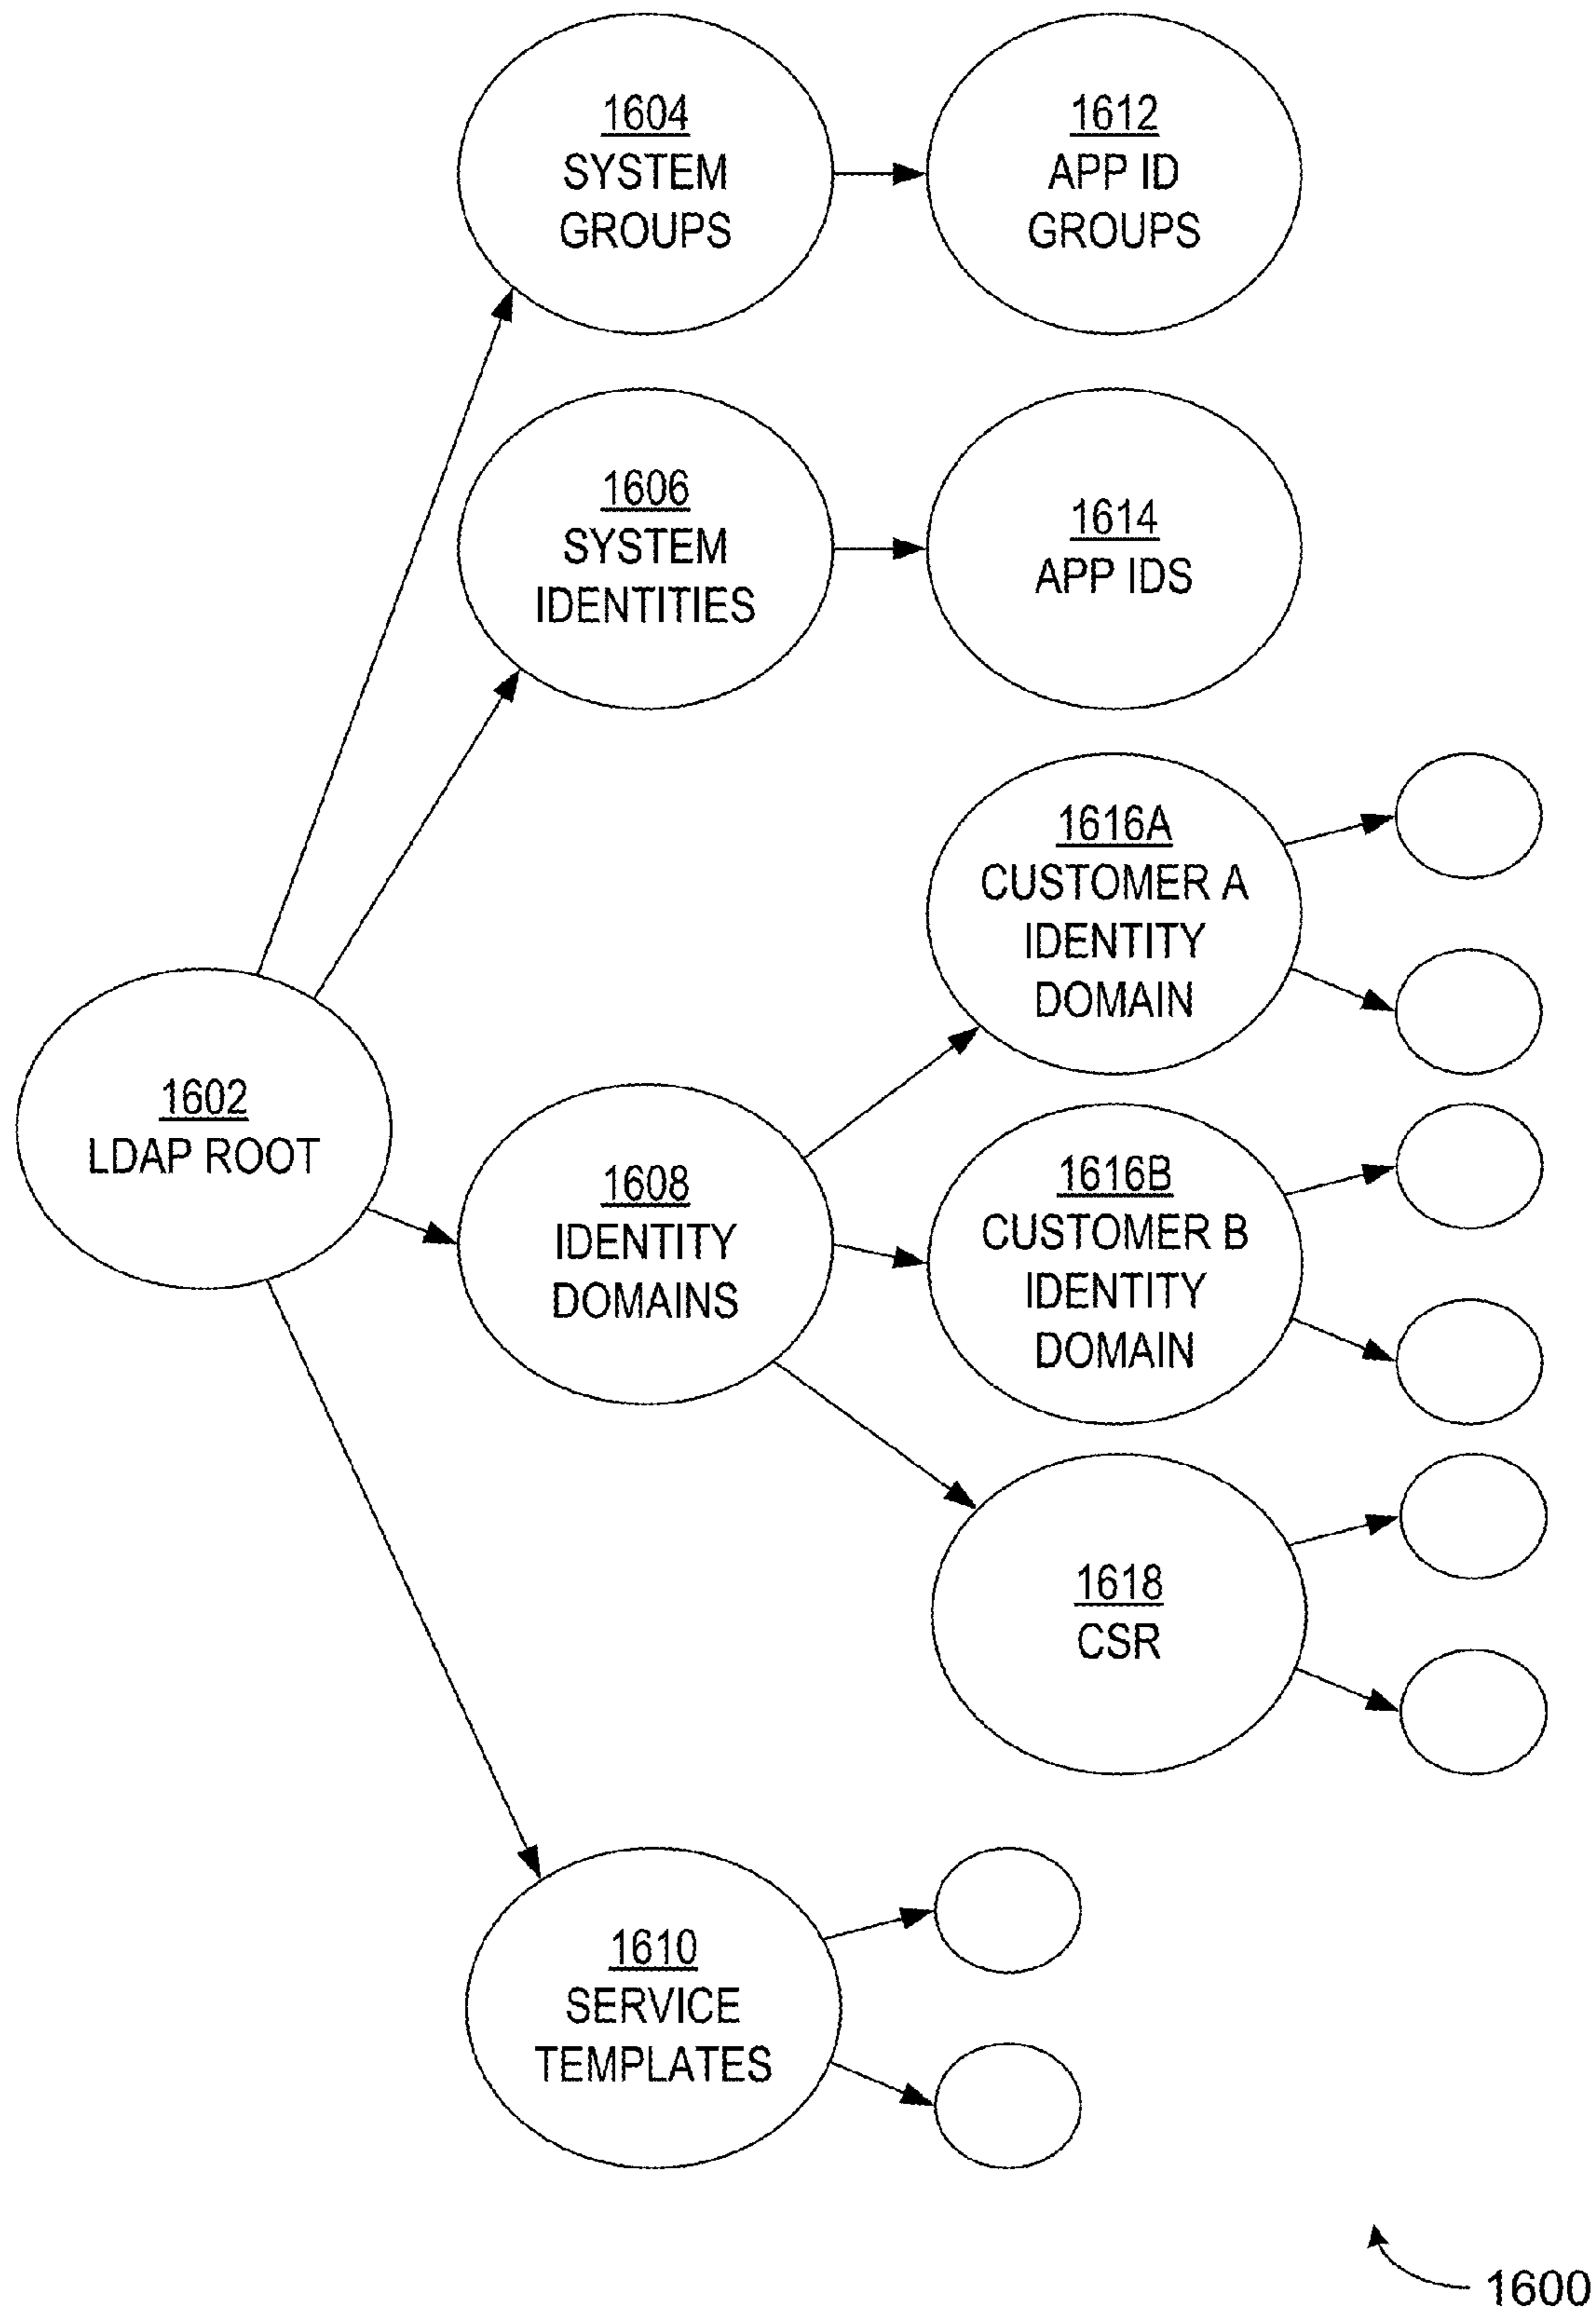 1604
SYSTEM
GROUPS
1612
APP ID
GROUPS
1606
SYSTEM
IDENTITIES
1614
APP IDS
1616A
CUSTOMER A
IDENTITY
DOMAIN
1602
LDAP ROOT
1608
IDENTITY
DOMAINS
1616B
CUSTOMER B
IDENTITY
DOMAIN
1618
CSR
1610
SERVICE
TEMPLATES
1600